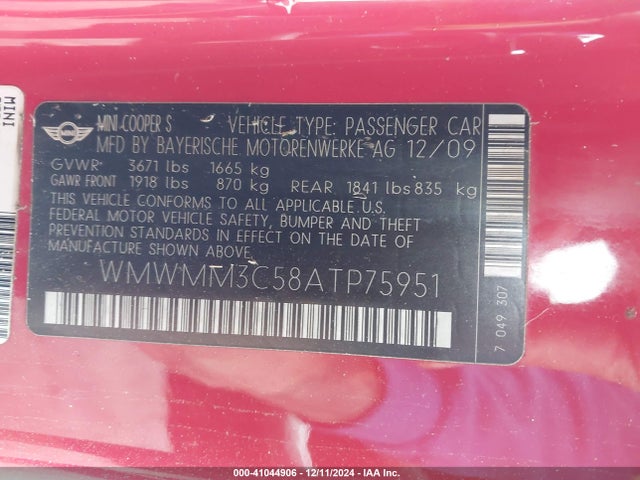 MINI
MINI COOPER S VEHICLE TYPE: PASSENGER CAR
MFD BY BAYERISCHE MOTORENWERKE AG 12/09
GVWR 3671 lbs 1665 kg
GAWR FRONT 1918 lbs 870 kg REAR 1841 lbs 835 kg
THIS VEHICLE CONFORMS TO ALL APPLICABLE U.S.
FEDERAL MOTOR VEHICLE SAFETY, BUMPER AND THEFT
PREVENTION STANDARDS IN EFFECT ON THE DATE OF
MANUFACTURE SHOWN ABOVE.
WMWMM3C58ATP75951
7 049 307
MINI
000-41044906 • 12/11/2024 • IAA Inc.